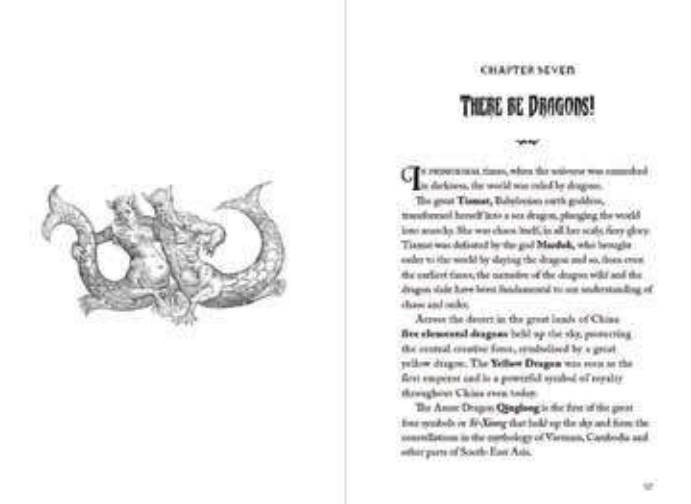 CHAPTER SEVEN
THERE BE DRAGONS!
In primordial times, when the universe was enmeshed
in darkness, the world was ruled by dragons.
The great Tiamat, Babylonian earth goddess,
transformed herself into a sea dragon, plunging the world
into anarchy. She was chaos itself, in all her scaly, fiery glory.
Tiamat was defeated by the god Marduk, who brought
order to the world by slaying the dragon and so, from even
the earliest times, the narrative of the dragon wild and the
dragon slain have been fundamental to our understanding of
chaos and order.
Across the desert in the great lands of China
five elemental dragons held up the sky, protecting
the central creative force, symbolised by a great
yellow dragon. The Yellow Dragon was seen as the
first emperor and is a powerful symbol of royalty
throughout China even today.
The Azure Dragon Qinglong is the first of the great
four symbols or Si-Xiang that hold up the sky and form the
constellations in the mythology of Vietnam, Cambodia and
other parts of South East Asia.